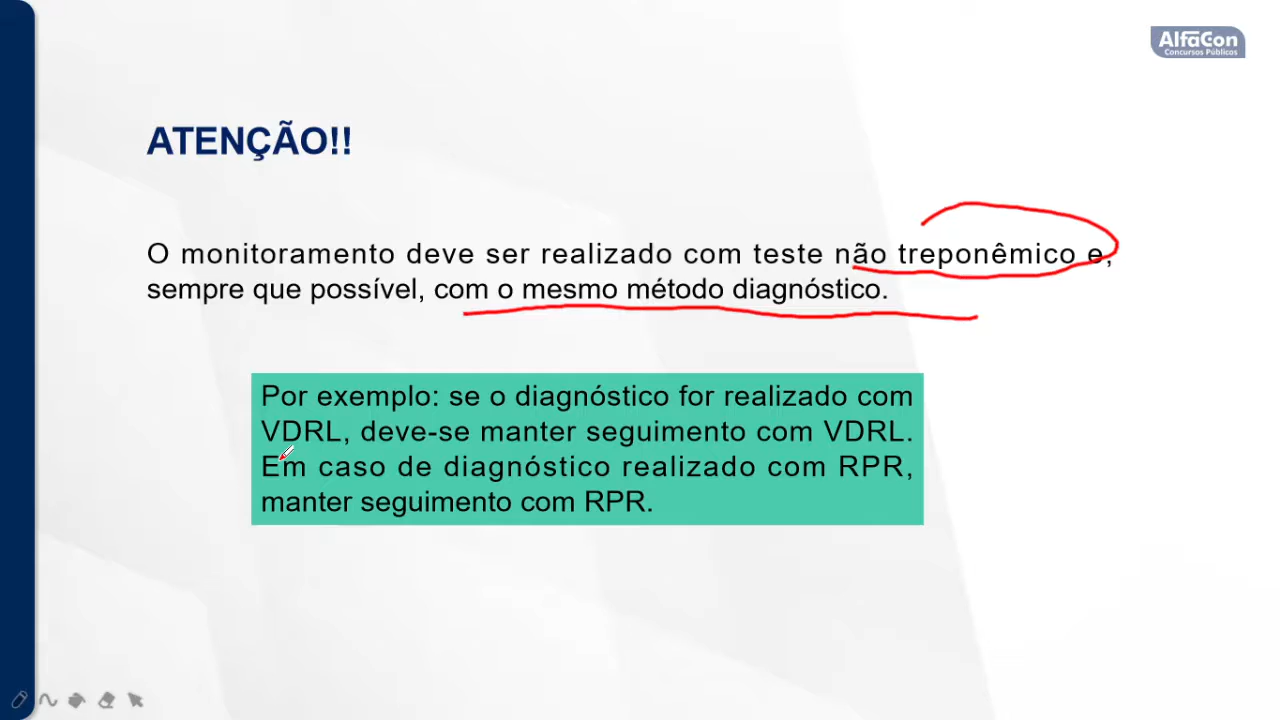 AlfaCon
Concursos Públicos
ATENÇÃO!!
O monitoramento deve ser realizado com teste não treponêmico e,
sempre que possível, com o mesmo método diagnóstico.
Por exemplo: se o diagnóstico for realizado com
VDRL, deve-se manter seguimento com VDRL.
Em caso de diagnóstico realizado com RPR,
manter seguimento com RPR.